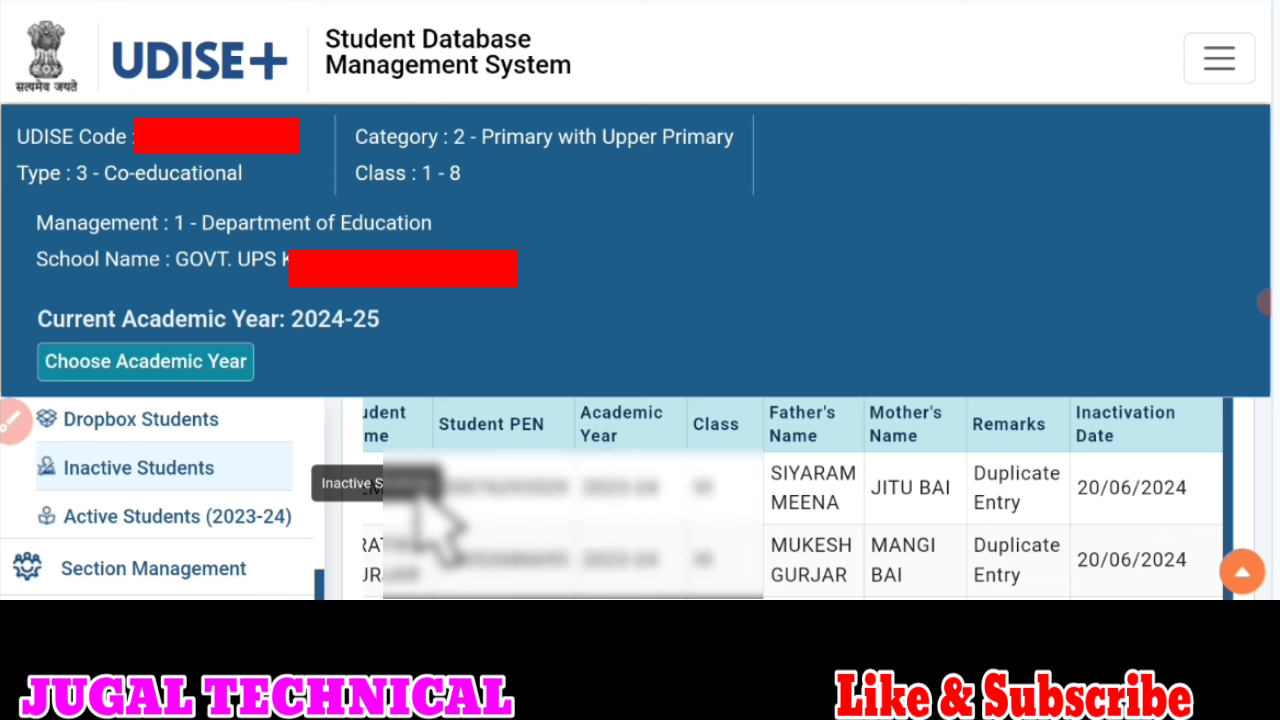 सत्यमेव जयते
UDISE+
Student Database
Management System
UDISE Code :
Category : 2 - Primary with Upper Primary
Type : 3 - Co-educational
Class : 1 - 8
Management : 1 - Department of Education
School Name : GOVT. UPS K
Current Academic Year: 2024-25
Choose Academic Year
Dropbox Students
Inactive Students
Active Students (2023-24)
Section Management
Inactive S
udent
me
Student PEN
Academic
Year
Class
Father's
Name
Mother's
Name
Remarks
Inactivation
Date
SIYARAM
MEENA
JITU BAI
Duplicate
Entry
20/06/2024
MUKESH
GURJAR
MANGI
BAI
Duplicate
Entry
20/06/2024
JUGAL TECHNICAL
Like & Subscribe